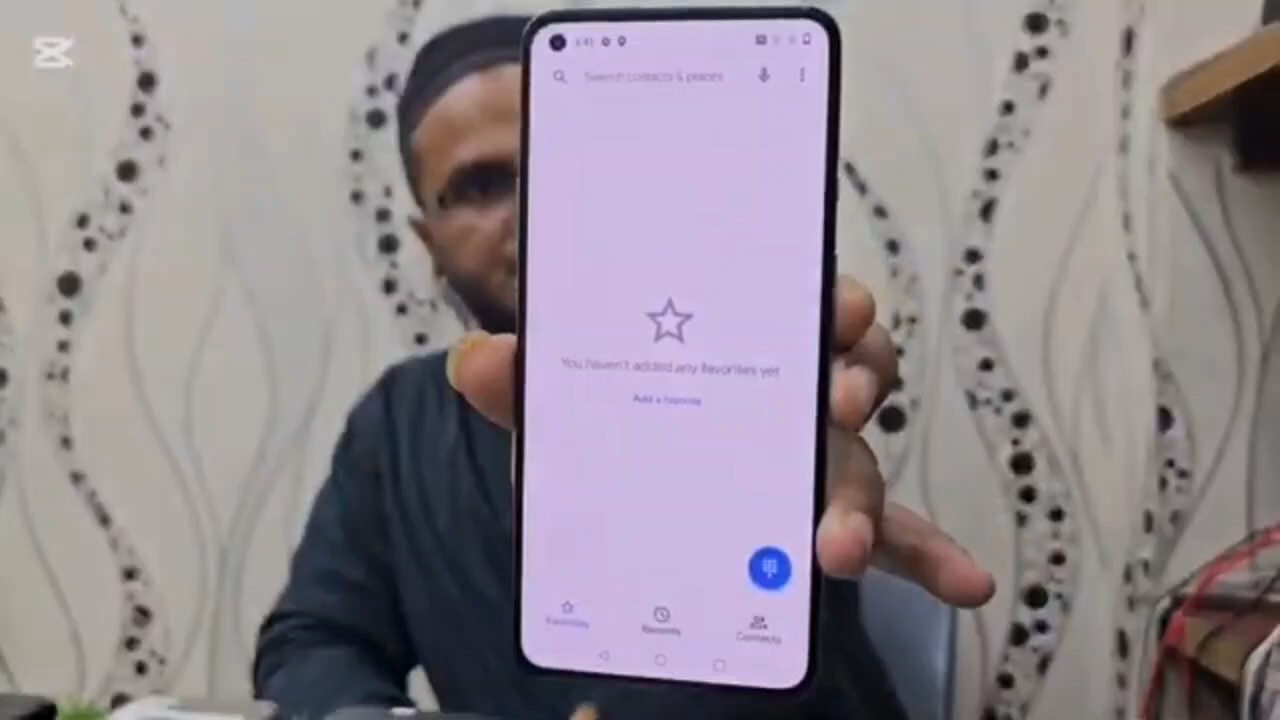 Search contacts & places
You haven't added any favorites yet
Add a favorite
Favorites
Recents
Contacts